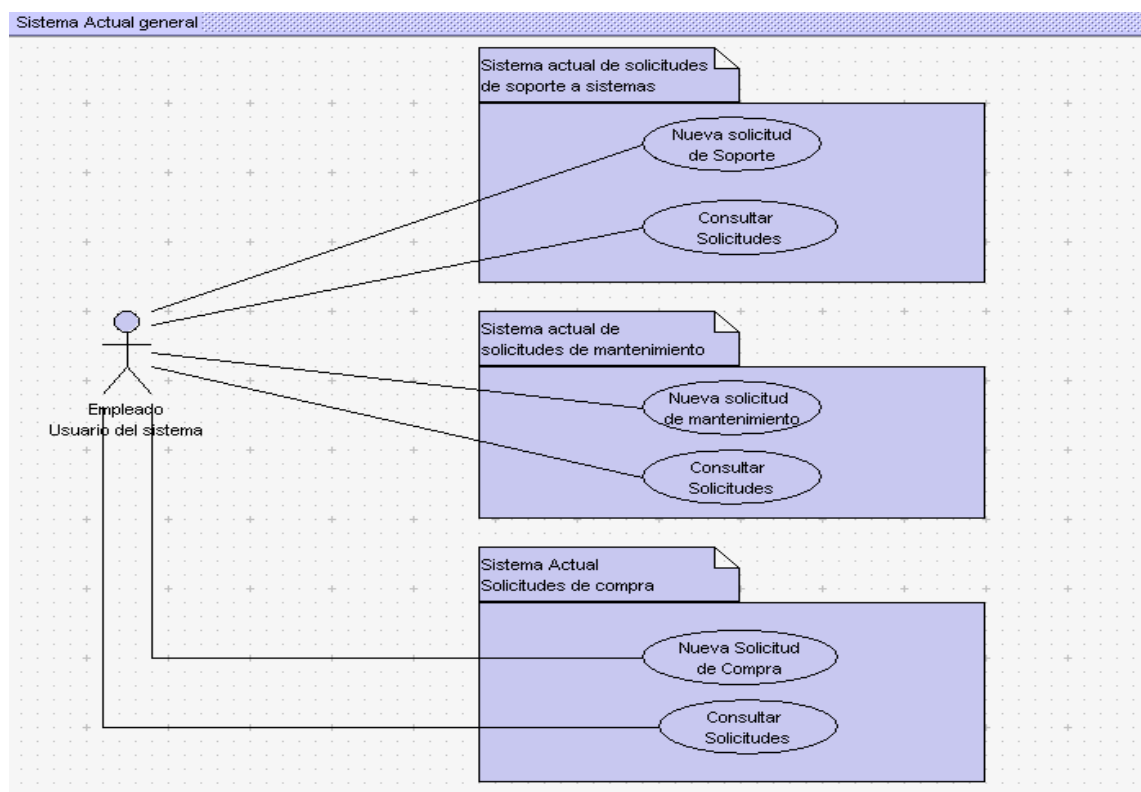 Sistema Actual general
Sistema actual de solicitudes
de soporte a sistemas
Nueva solicitud
de Soporte
Consultar
Solicitudes
Empleado
Usuario del sistema
Sistema actual de
solicitudes de mantenimiento
Nueva solicitud
de mantenimiento
Consultar
Solicitudes
Sistema Actual
Solicitudes de compra
Nueva Solicitud
de Compra
Consultar
Solicitudes